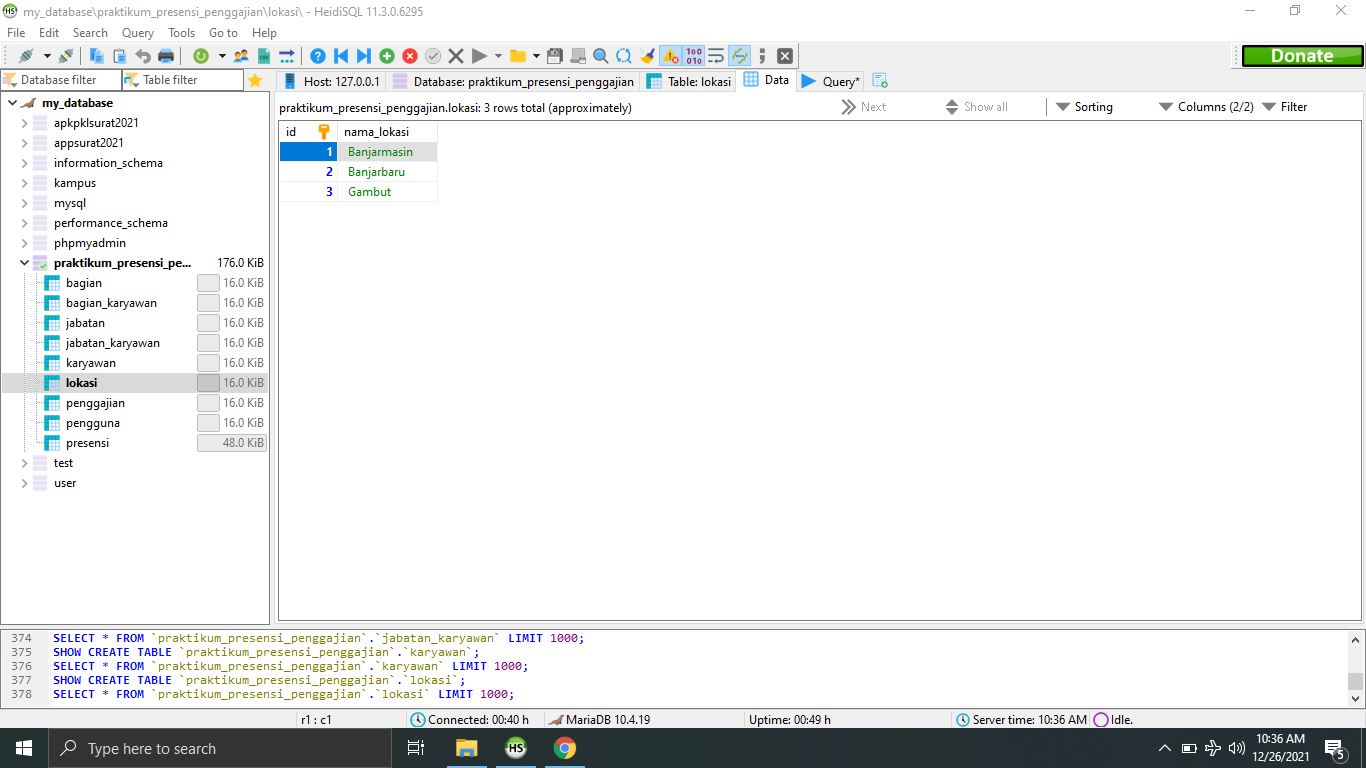 my_database\praktikum_presensi_penggajian\lokasi\ - HeidiSQL 11.3.0.6295
File Edit Search Query Tools Go to Help
Donate
Database filter Table filter
Host: 127.0.0.1 Database: praktikum_presensi_penggajian Table: lokasi Data Query*
my_database
apkpklsurat2021
appsurat2021
information_schema
kampus
mysql
performance_schema
phpmyadmin
praktikum_presensi_pe... 176.0 KiB
bagian 16.0 KiB
bagian_karyawan 16.0 KiB
jabatan 16.0 KiB
jabatan_karyawan 16.0 KiB
karyawan 16.0 KiB
lokasi 16.0 KiB
penggajian 16.0 KiB
pengguna 16.0 KiB
presensi 48.0 KiB
test
user
praktikum_presensi_penggajian.lokasi: 3 rows total (approximately) Next Show all Sorting Columns (2/2) Filter
id nama_lokasi
1 Banjarmasin
2 Banjarbaru
3 Gambut
374 SELECT * FROM `praktikum_presensi_penggajian`.`jabatan_karyawan` LIMIT 1000;
375 SHOW CREATE TABLE `praktikum_presensi_penggajian`.`karyawan`;
376 SELECT * FROM `praktikum_presensi_penggajian`.`karyawan` LIMIT 1000;
377 SHOW CREATE TABLE `praktikum_presensi_penggajian`.`lokasi`;
378 SELECT * FROM `praktikum_presensi_penggajian`.`lokasi` LIMIT 1000;
r1 : c1 Connected: 00:40 h MariaDB 10.4.19 Uptime: 00:49 h Server time: 10:36 AM Idle.
Type here to search
HS
10:36 AM
12/26/2021
5